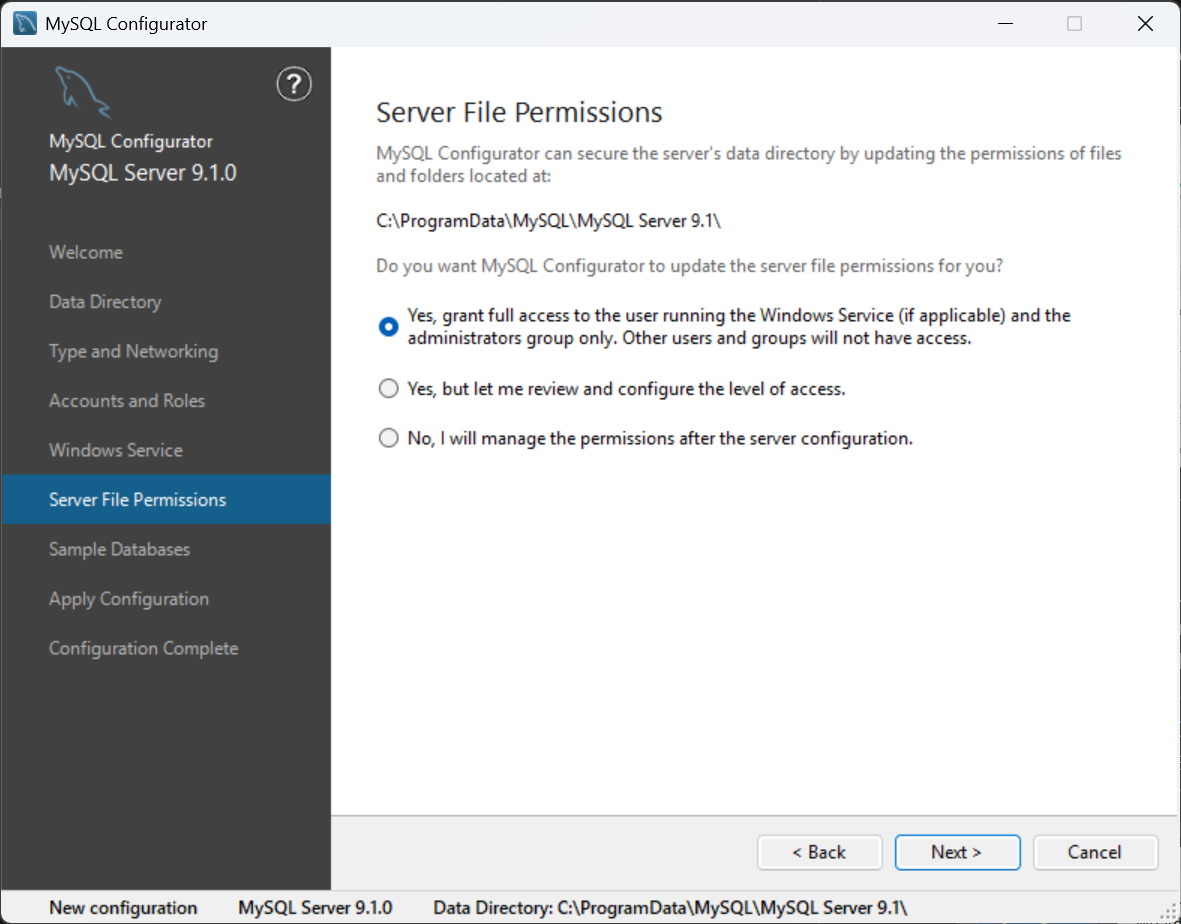 MySQL Configurator
?
MySQL Configurator
MySQL Server 9.1.0
Welcome
Data Directory
Type and Networking
Accounts and Roles
Windows Service
Server File Permissions
Sample Databases
Apply Configuration
Configuration Complete
Server File Permissions
MySQL Configurator can secure the server's data directory by updating the permissions of files
and folders located at:
C:\ProgramData\MySQL\MySQL Server 9.1\
Do you want MySQL Configurator to update the server file permissions for you?
Yes, grant full access to the user running the Windows Service (if applicable) and the
administrators group only. Other users and groups will not have access.
Yes, but let me review and configure the level of access.
No, I will manage the permissions after the server configuration.
< Back
Next >
Cancel
New configuration
MySQL Server 9.1.0
Data Directory: C:\ProgramData\MySQL\MySQL Server 9.1\